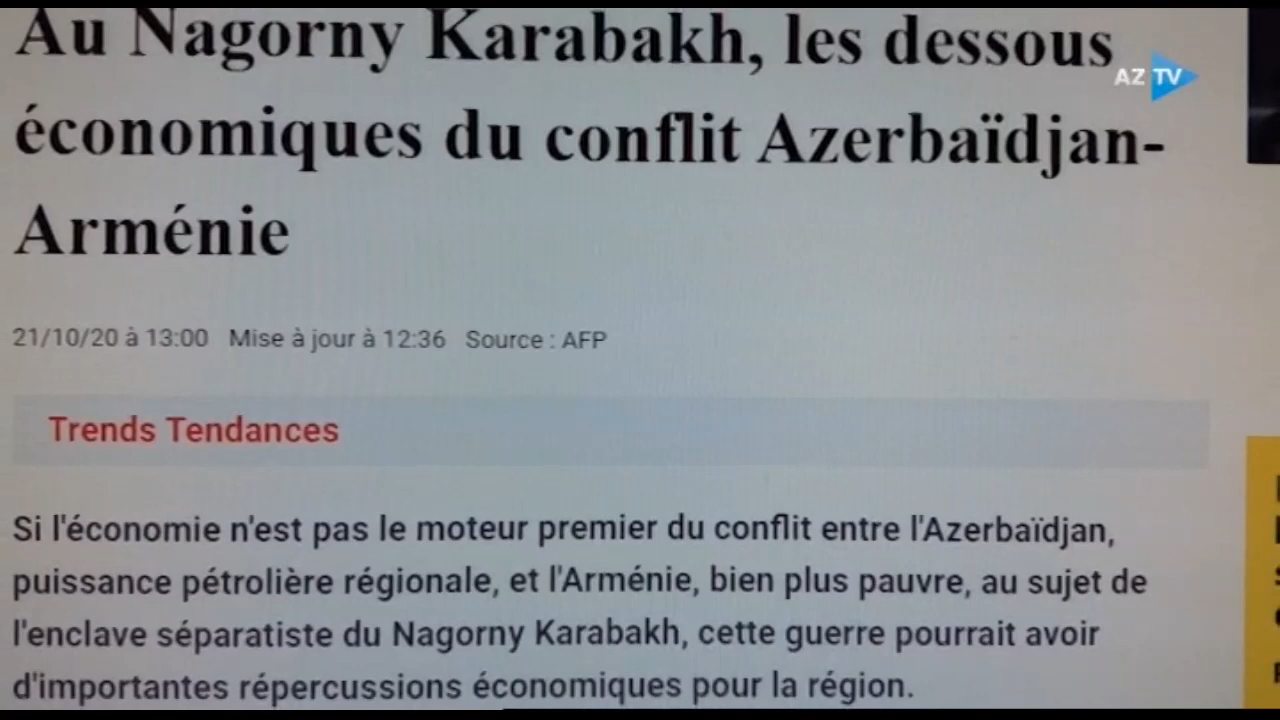 Au Nagorny Karabakh, les dessous
économiques du conflit Azerbaïdjan-
Arménie
AZTV
21/10/20 à 13:00 Mise à jour à 12:36 Source : AFP
Trends Tendances
Si l'économie n'est pas le moteur premier du conflit entre l'Azerbaïdjan,
puissance pétrolière régionale, et l'Arménie, bien plus pauvre, au sujet de
l'enclave séparatiste du Nagorny Karabakh, cette guerre pourrait avoir
d'importantes répercussions économiques pour la région.